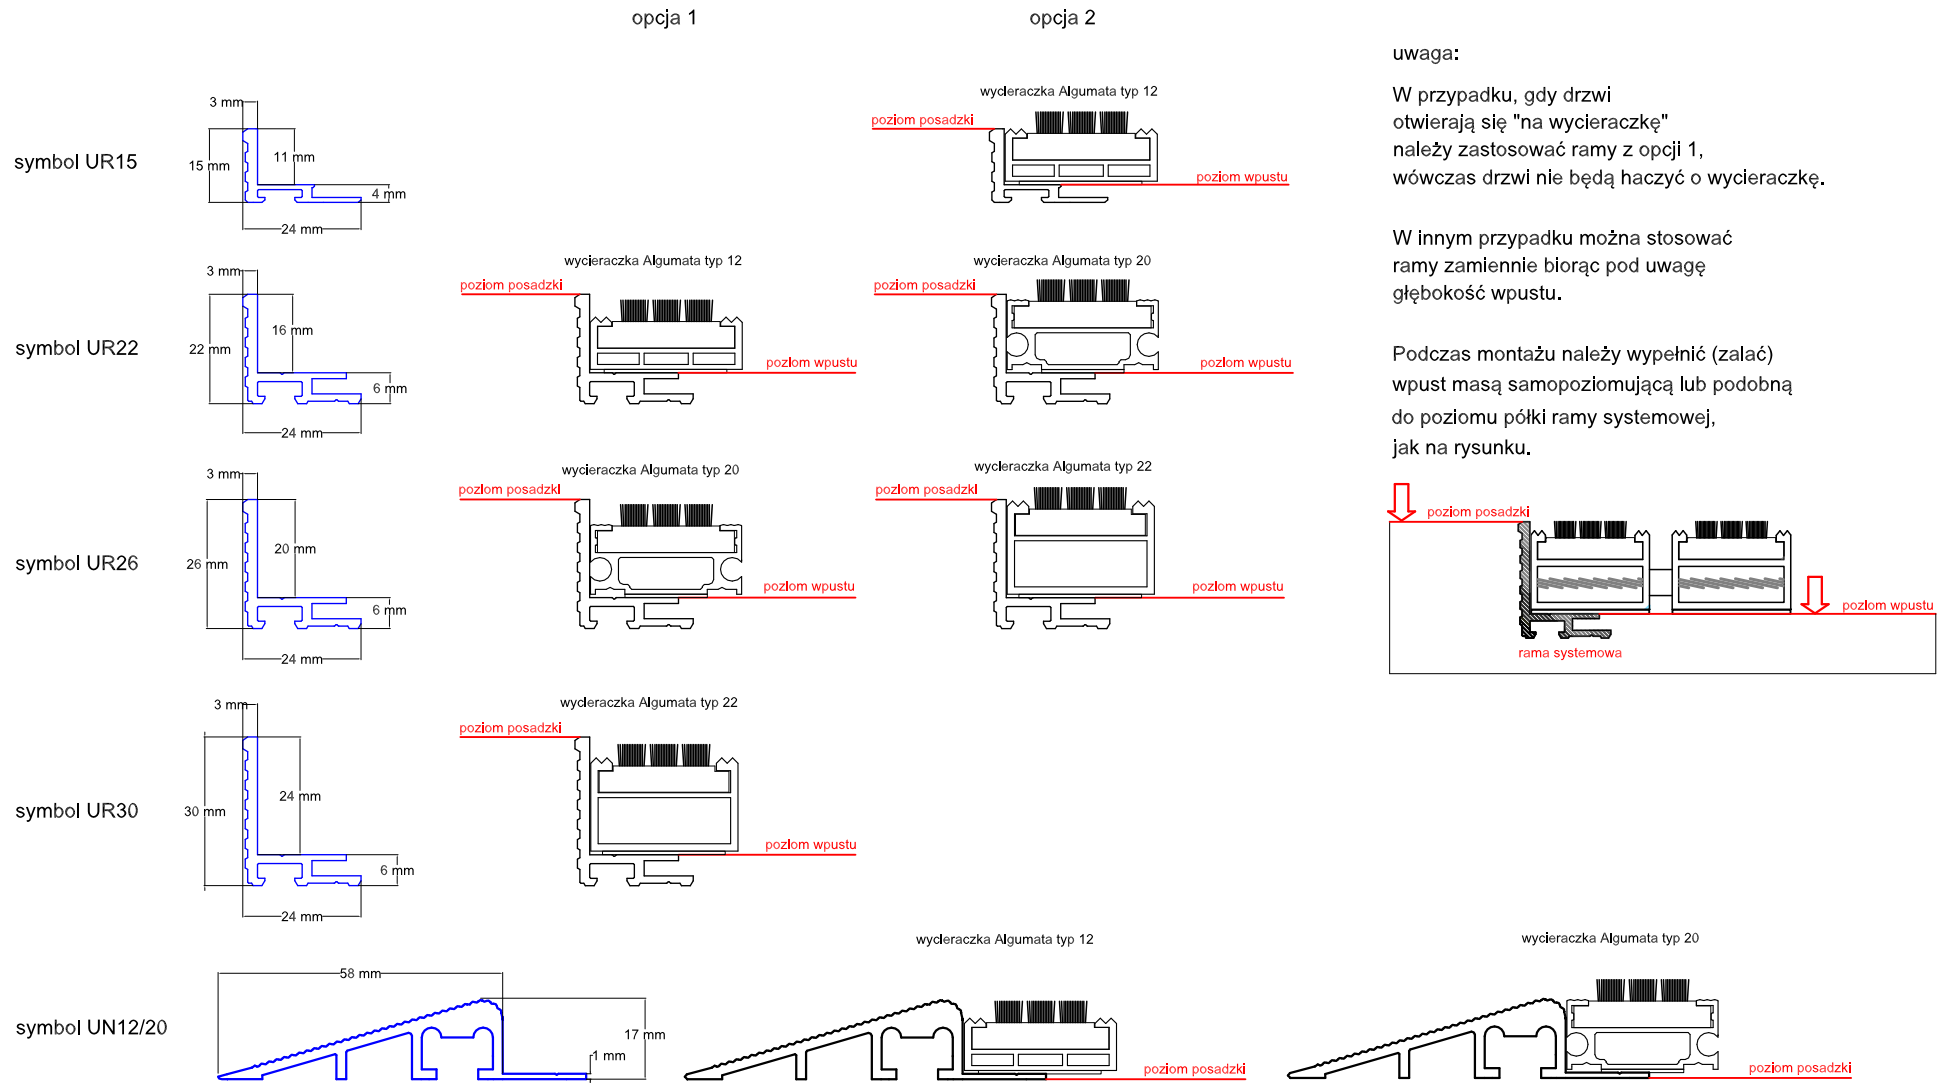 opcja 1
opcja 2
symbol UR15
3 mm
15 mm
11 mm
4 mm
24 mm
wycieraczka Algumata typ 12
poziom posadzki
poziom wpustu
symbol UR22
3 mm
22 mm
16 mm
6 mm
24 mm
wycieraczka Algumata typ 12
poziom posadzki
poziom wpustu
wycieraczka Algumata typ 20
poziom posadzki
poziom wpustu
symbol UR26
3 mm
26 mm
20 mm
6 mm
24 mm
wycieraczka Algumata typ 20
poziom posadzki
poziom wpustu
wycieraczka Algumata typ 22
poziom posadzki
poziom wpustu
symbol UR30
3 mm
30 mm
24 mm
6 mm
24 mm
wycieraczka Algumata typ 22
poziom posadzki
poziom wpustu
symbol UN12/20
58 mm
17 mm
1 mm
wycieraczka Algumata typ 12
poziom posadzki
wycieraczka Algumata typ 20
poziom posadzki
uwaga:
W przypadku, gdy drzwi
otwierają się "na wycieraczkę"
należy zastosować ramy z opcji 1,
wówczas drzwi nie będą haczyć o wycieraczkę.
W innym przypadku można stosować
ramy zamiennie biorąc pod uwagę
głębokość wpustu.
Podczas montażu należy wypełnić (zalać)
wpust masą samopoziomującą lub podobną
do poziomu półki ramy systemowej,
jak na rysunku.
poziom posadzki
poziom wpustu
rama systemowa